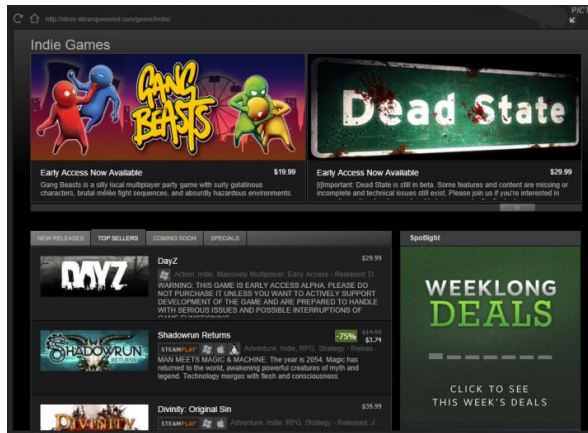 PICT
http://store.steampowered.com/genre/Indie/
Indie Games
GANG
BEASTS
Dead State
Early Access Now Available $19.99
Gang Beasts is a silly local multiplayer party game with surly gelatinous
characters, brutal mêlée fight sequences, and absurdly hazardous environments.
Early Access Now Available $29.99
[i]Important: Dead State is still in beta. Some features and content are missing or
incomplete and technical issues still exist. Please join us if you're interested in
NEW RELEASES TOP SELLERS COMING SOON SPECIALS
DAYZ
DayZ $29.99
Action, Indie, Massively Multiplayer, Early Access - Released: D...
WARNING: THIS GAME IS EARLY ACCESS ALPHA. PLEASE DO
NOT PURCHASE IT UNLESS YOU WANT TO ACTIVELY SUPPORT
DEVELOPMENT OF THE GAME AND ARE PREPARED TO HANDLE
WITH SERIOUS ISSUES AND POSSIBLE INTERRUPTIONS OF
GAME FUNCTIONING
SHADOWRUN
RETURNS
Shadowrun Returns -75% $14.99
$3.74
STEAMPLAY Adventure, Indie, RPG, Strategy - Releas...
MAN MEETS MAGIC & MACHINE. The year is 2054. Magic has
returned to the world, awakening powerful creatures of myth and
legend. Technology merges with flesh and consciousness.
DIVINITY
Divinity: Original Sin $39.99
STEAMPLAY Adventure, Indie, RPG, Strategy - Released: J...
Spotlight
WEEKLONG
DEALS
CLICK TO SEE
THIS WEEK'S DEALS